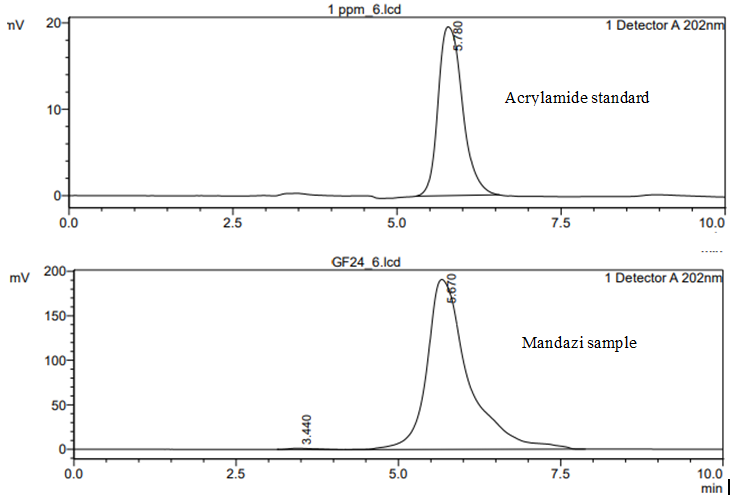 1 ppm_6.lcd
mV
1 Detector A 202nm
20
5.780
Acrylamide standard
10
0
0.0 2.5 5.0 7.5 10.0
GF24_6.lcd
mV
1 Detector A 202nm
200
5.670
150
Mandazi sample
100
50
3.440
0
0.0 2.5 5.0 7.5 10.0
min